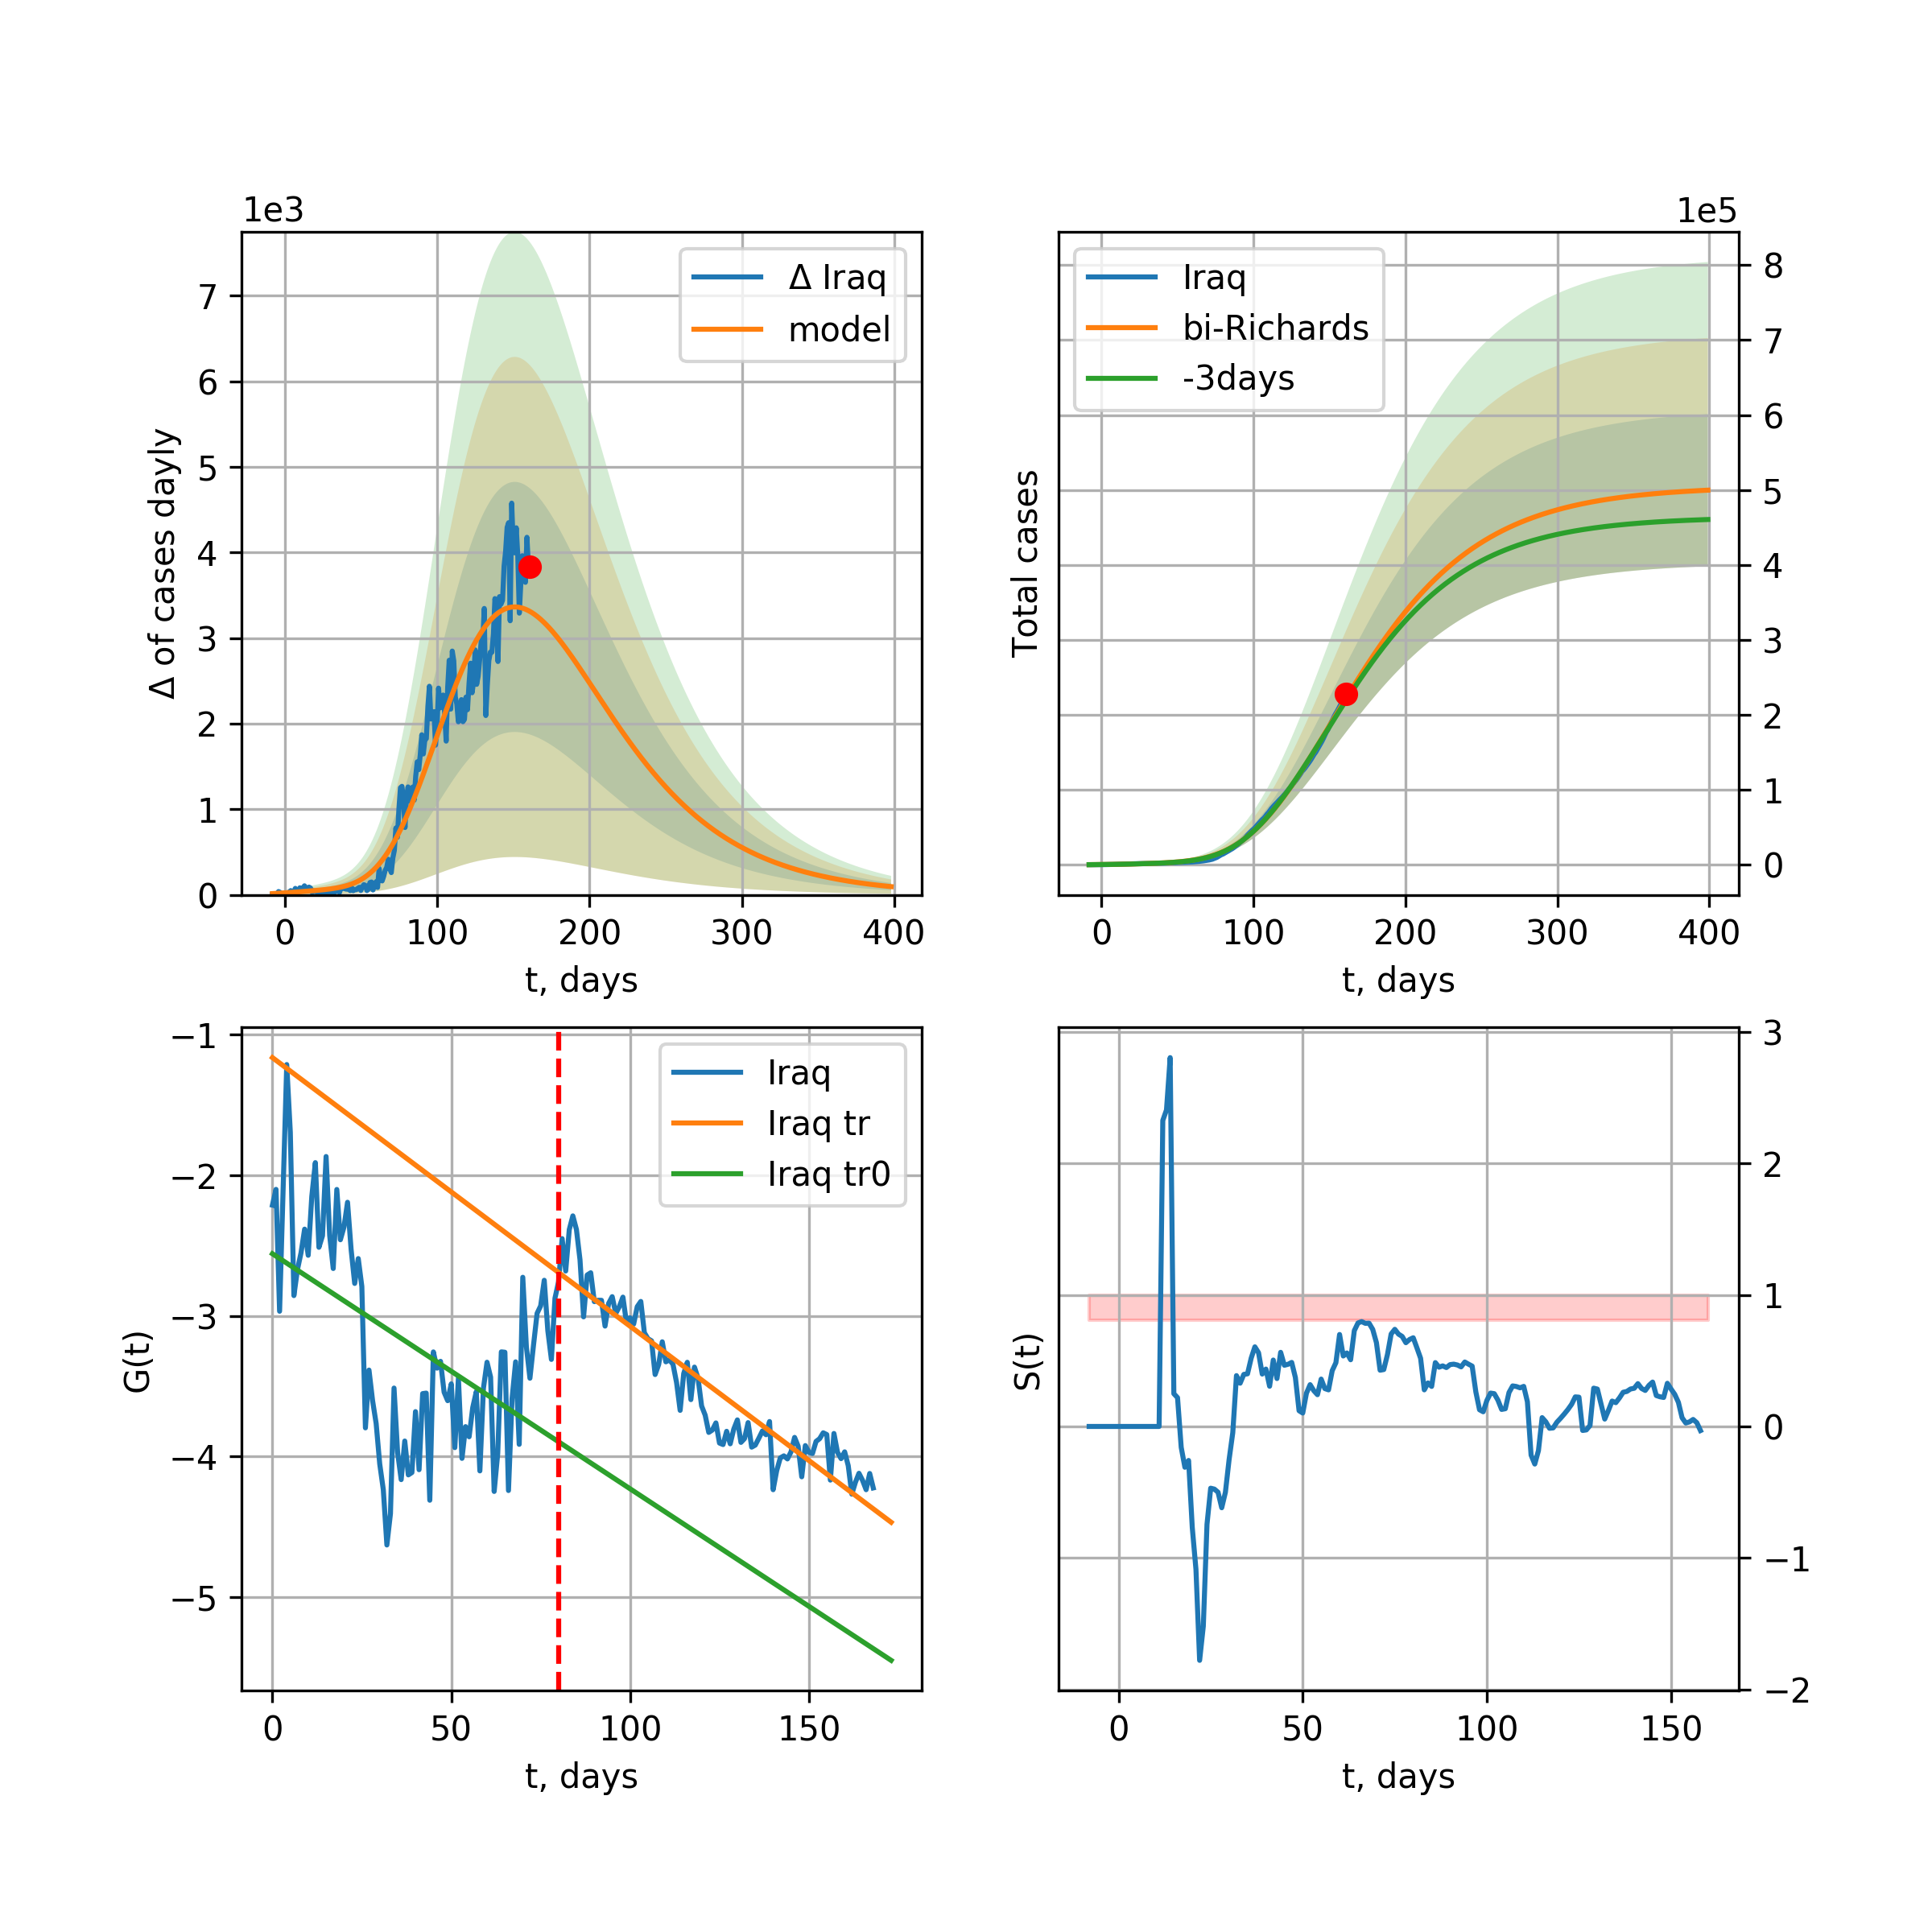 1e3
Δ of cases dayly
7
6
5
4
3
2
1
0
Δ Iraq
model
0 100 200 300 400
t, days
1e5
Total cases
Iraq
bi-Richards
-3days
8
7
6
5
4
3
2
1
0
0 100 200 300 400
t, days
G(t)
−1
−2
−3
−4
−5
Iraq
Iraq tr
Iraq tr0
0 50 100 150
t, days
S(t)
3
2
1
0
−1
−2
0 50 100 150
t, days